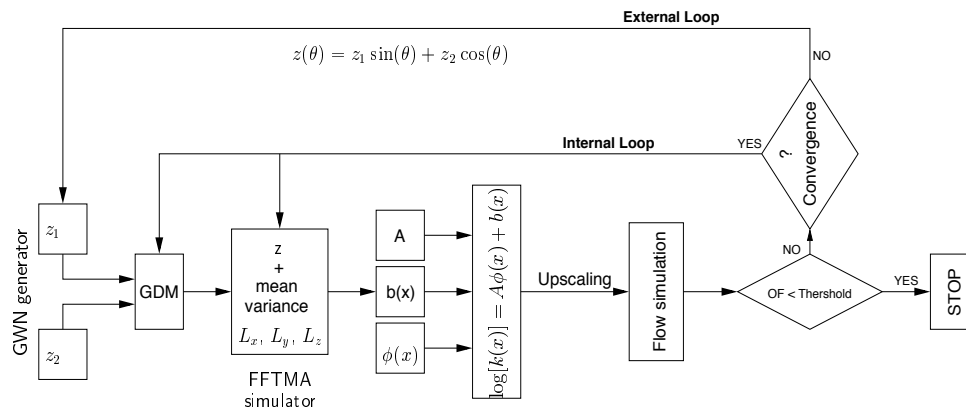 External Loop
z(θ) = z₁ sin(θ) + z₂ cos(θ)
NO
Internal Loop
YES
?
Convergence
GWN generator
z₁
z₂
GDM
z
+
mean
variance
Lₓ, L_y, L_z
FFTMA
simulator
A
b(x)
ϕ(x)
log[k(x)] = Aϕ(x) + b(x)
Upscaling
Flow simulation
NO
OF < Thershold
YES
STOP